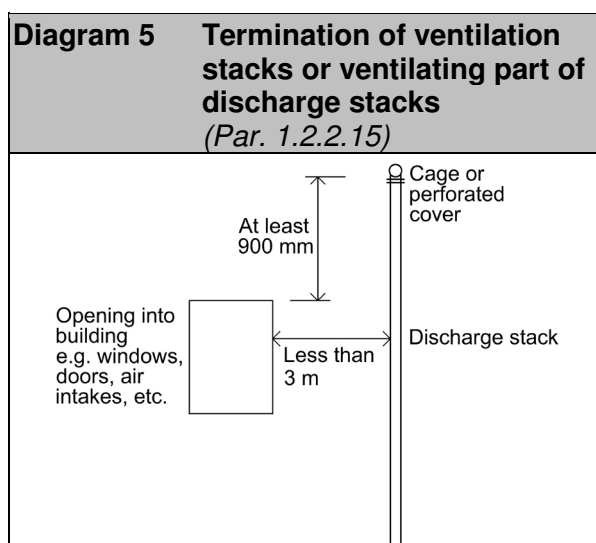 Diagram 5
Termination of ventilation
stacks or ventilating part of
discharge stacks
(Par. 1.2.2.15)
Cage or
perforated
cover
At least
900 mm
Opening into
building
e.g. windows,
doors, air
intakes, etc.
Less than
3 m
Discharge stack